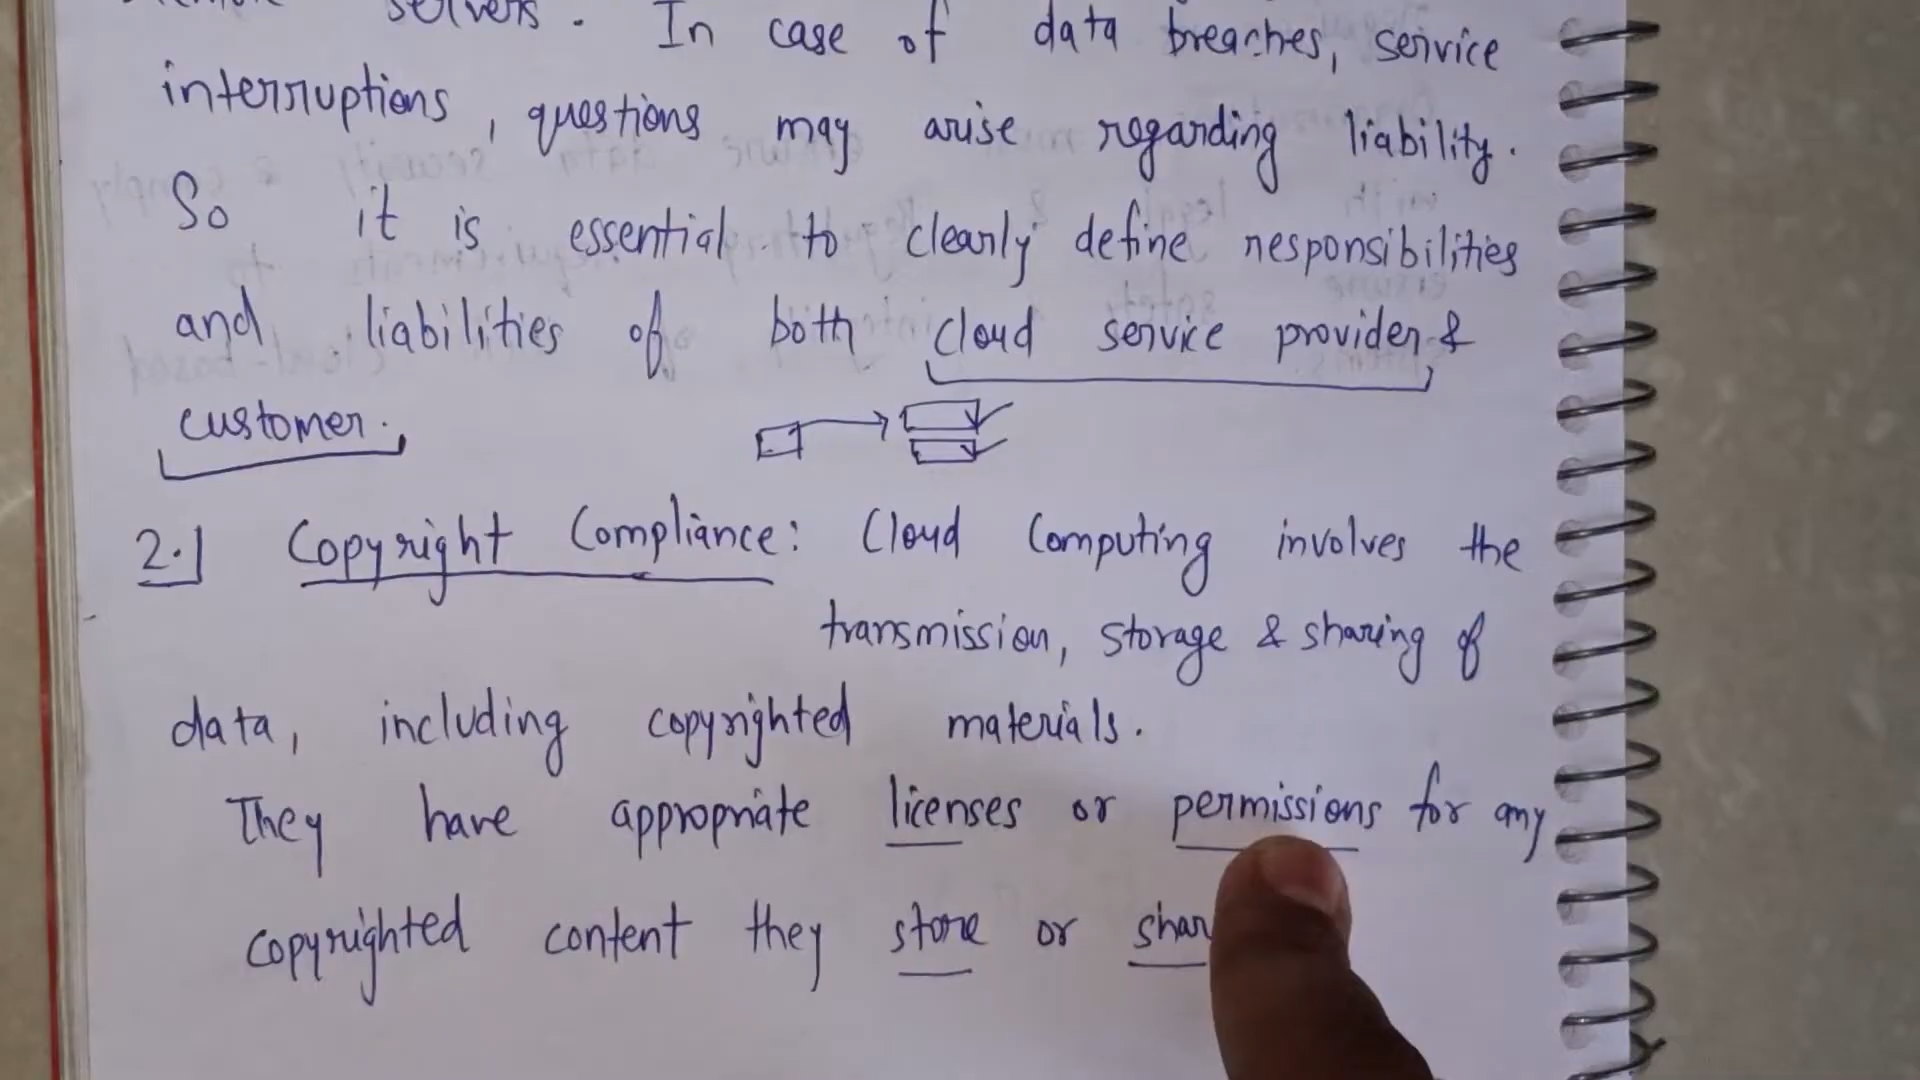 servers. In case of data breaches, service
interruptions, questions may arise regarding liability.
So it is essential to clearly define responsibilities
and liabilities of both cloud service provider &
customer.
2.] Copyright Compliance: Cloud Computing involves the
transmission, storage & sharing of
data, including copyrighted materials.
They have appropriate licenses or permissions for any
copyrighted content they store or shar